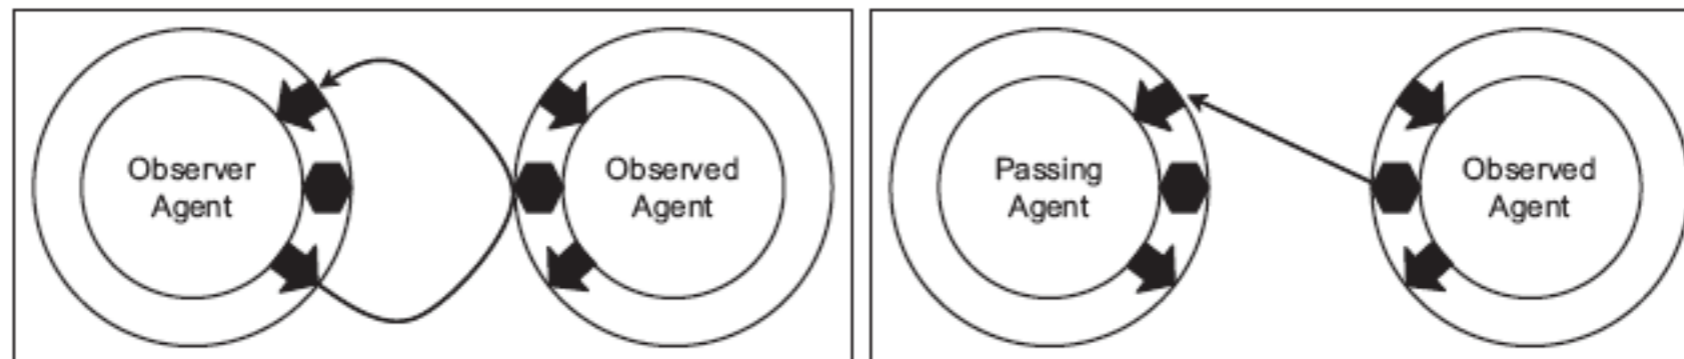 Observer
Agent
Observed
Agent
Passing
Agent
Observed
Agent